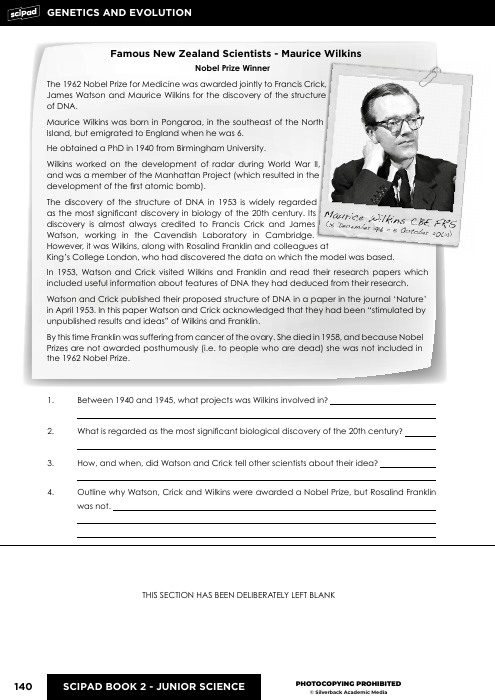 scipad GENETICS AND EVOLUTION
Famous New Zealand Scientists - Maurice Wilkins
Nobel Prize Winner
The 1962 Nobel Prize for Medicine was awarded jointly to Francis Crick,
James Watson and Maurice Wilkins for the discovery of the structure
of DNA.
Maurice Wilkins was born in Pongaroa, in the southeast of the North
Island, but emigrated to England when he was 6.
He obtained a PhD in 1940 from Birmingham University.
Wilkins worked on the development of radar during World War II,
and was a member of the Manhattan Project (which resulted in the
development of the first atomic bomb).
The discovery of the structure of DNA in 1953 is widely regarded
as the most significant discovery in biology of the 20th century. Its
discovery is almost always credited to Francis Crick and James
Watson, working in the Cavendish Laboratory in Cambridge.
However, it was Wilkins, along with Rosalind Franklin and colleagues at
King's College London, who had discovered the data on which the model was based.
Maurice Wilkins CBE FRS
(15 December 1916 - 5 October 2004)
In 1953, Watson and Crick visited Wilkins and Franklin and read their research papers which
included useful information about features of DNA they had deduced from their research.
Watson and Crick published their proposed structure of DNA in a paper in the journal 'Nature'
in April 1953. In this paper Watson and Crick acknowledged that they had been "stimulated by
unpublished results and ideas" of Wilkins and Franklin.
By this time Franklin was suffering from cancer of the ovary. She died in 1958, and because Nobel
Prizes are not awarded posthumously (i.e. to people who are dead) she was not included in
the 1962 Nobel Prize.
1. Between 1940 and 1945, what projects was Wilkins involved in?
2. What is regarded as the most significant biological discovery of the 20th century?
3. How, and when, did Watson and Crick tell other scientists about their idea?
4. Outline why Watson, Crick and Wilkins were awarded a Nobel Prize, but Rosalind Franklin
was not.
THIS SECTION HAS BEEN DELIBERATELY LEFT BLANK
140 SCIPAD BOOK 2 - JUNIOR SCIENCE
PHOTOCOPYING PROHIBITED
© Silverback Academic Media